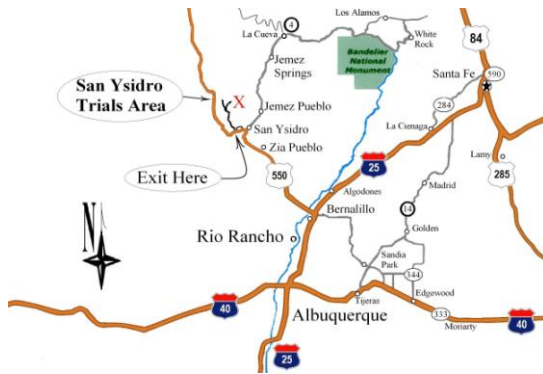 Los Alamos
4
La Cueva
White
Rock
84
Bandelier
National
Monument
Jemez
Springs
Santa Fe
590
San Ysidro
Trials Area
X
284
Jemez Pueblo
La Cienaga
San Ysidro
Zia Pueblo
25
Lamy
Exit Here
550
285
Algodones
Madrid
Bernalillo
14
N
Rio Rancho
Golden
Sandia
Park
344
40
Tijeras
Edgewood
Albuquerque
333
Moriarty
40
25